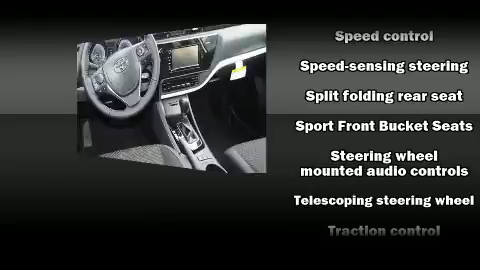 Speed control
Speed-sensing steering
Split folding rear seat
Sport Front Bucket Seats
Steering wheel
mounted audio controls
Telescoping steering wheel
Traction control